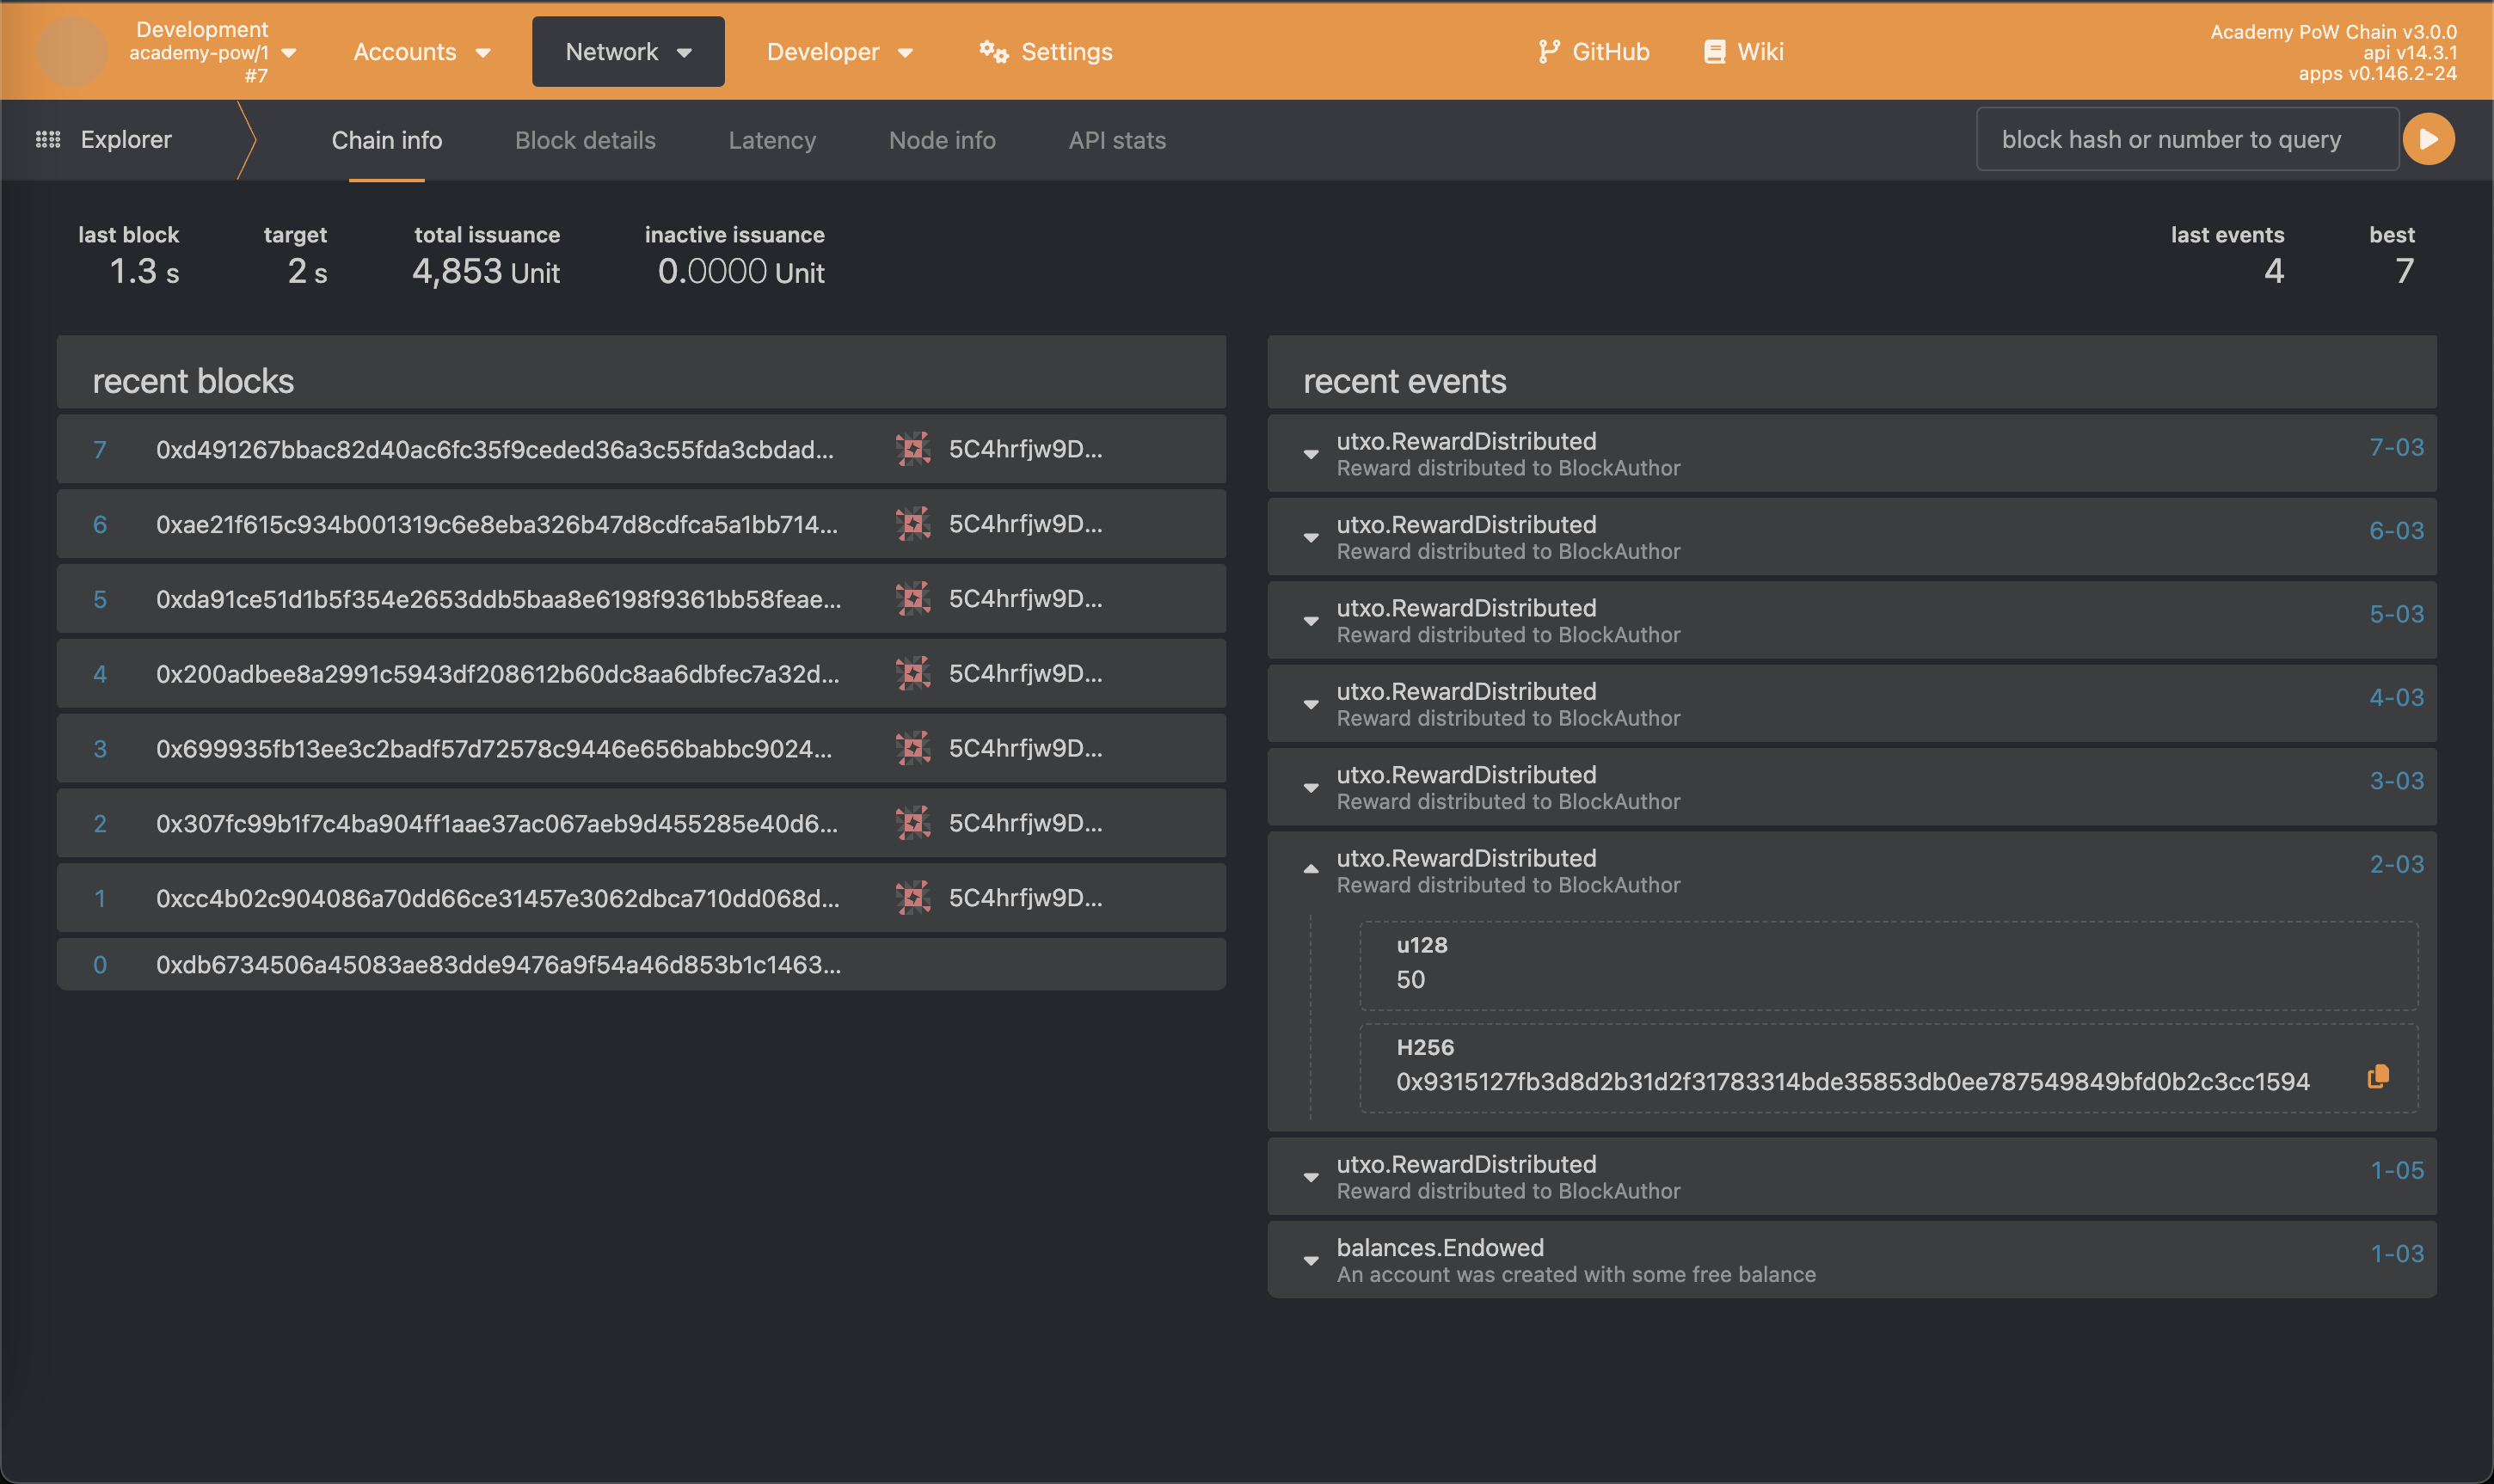 Development
academy-pow/1
#7
Accounts
Network
Developer
Settings
GitHub
Wiki
Academy PoW Chain v3.0.0
api v14.3.1
apps v0.146.2-24
Explorer
Chain info
Block details
Latency
Node info
API stats
block hash or number to query
last block
1.3 s
target
2 s
total issuance
4,853 Unit
inactive issuance
0.0000 Unit
last events
4
best
7
recent blocks
7 0xd491267bbac82d40ac6fc35f9ceded36a3c55fda3cbdad... 5C4hrfjw9D...
6 0xae21f615c934b001319c6e8eba326b47d8cdfca5a1bb714... 5C4hrfjw9D...
5 0xda91ce51d1b5f354e2653ddb5baa8e6198f9361bb58feae... 5C4hrfjw9D...
4 0x200adbee8a2991c5943df208612b60dc8aa6dbfec7a32d... 5C4hrfjw9D...
3 0x699935fb13ee3c2badf57d72578c9446e656babbc9024... 5C4hrfjw9D...
2 0x307fc99b1f7c4ba904ff1aae37ac067aeb9d455285e40d6... 5C4hrfjw9D...
1 0xcc4b02c904086a70dd66ce31457e3062dbca710dd068d... 5C4hrfjw9D...
0 0xdb6734506a45083ae83dde9476a9f54a46d853b1c1463...
recent events
utxo.RewardDistributed 7-03
Reward distributed to BlockAuthor
utxo.RewardDistributed 6-03
Reward distributed to BlockAuthor
utxo.RewardDistributed 5-03
Reward distributed to BlockAuthor
utxo.RewardDistributed 4-03
Reward distributed to BlockAuthor
utxo.RewardDistributed 3-03
Reward distributed to BlockAuthor
utxo.RewardDistributed 2-03
Reward distributed to BlockAuthor
u128
50
H256
0x9315127fb3d8d2b31d2f31783314bde35853db0ee787549849bfd0b2c3cc1594
utxo.RewardDistributed 1-05
Reward distributed to BlockAuthor
balances.Endowed 1-03
An account was created with some free balance